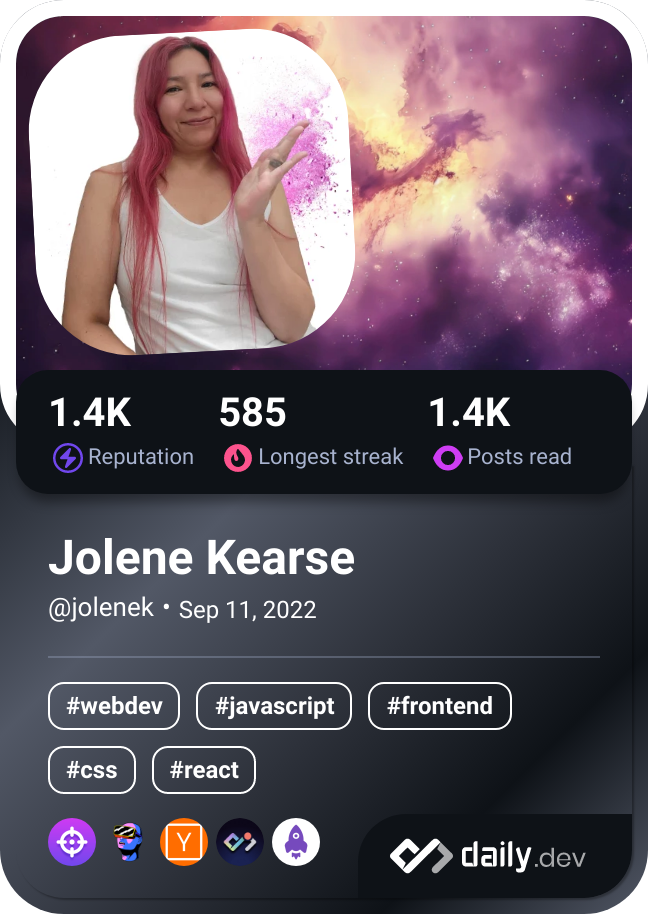 1.4K 585 1.4K
Reputation Longest streak Posts read
Jolene Kearse
@jolenek • Sep 11, 2022
#webdev #javascript #frontend
#css #react
Y
daily.dev